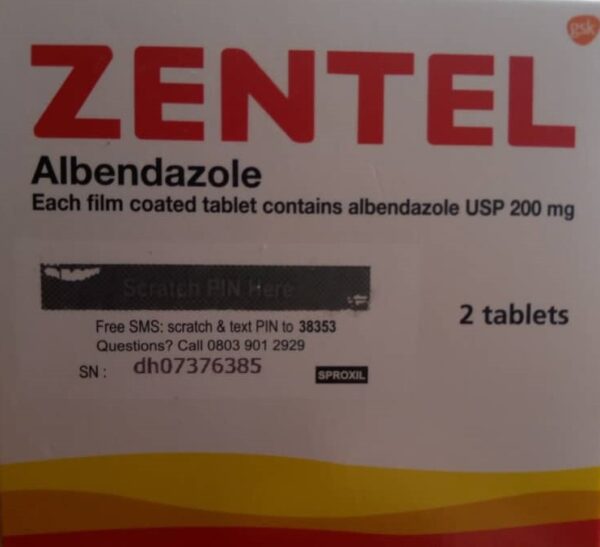 gsk
ZENTEL
Albendazole
Each film coated tablet contains albendazole USP 200 mg
Scratch PIN Here
2 tablets
Free SMS: scratch & text PIN to 38353
Questions? Call 0803 901 2929
SN : dh07376385
SPROXIL